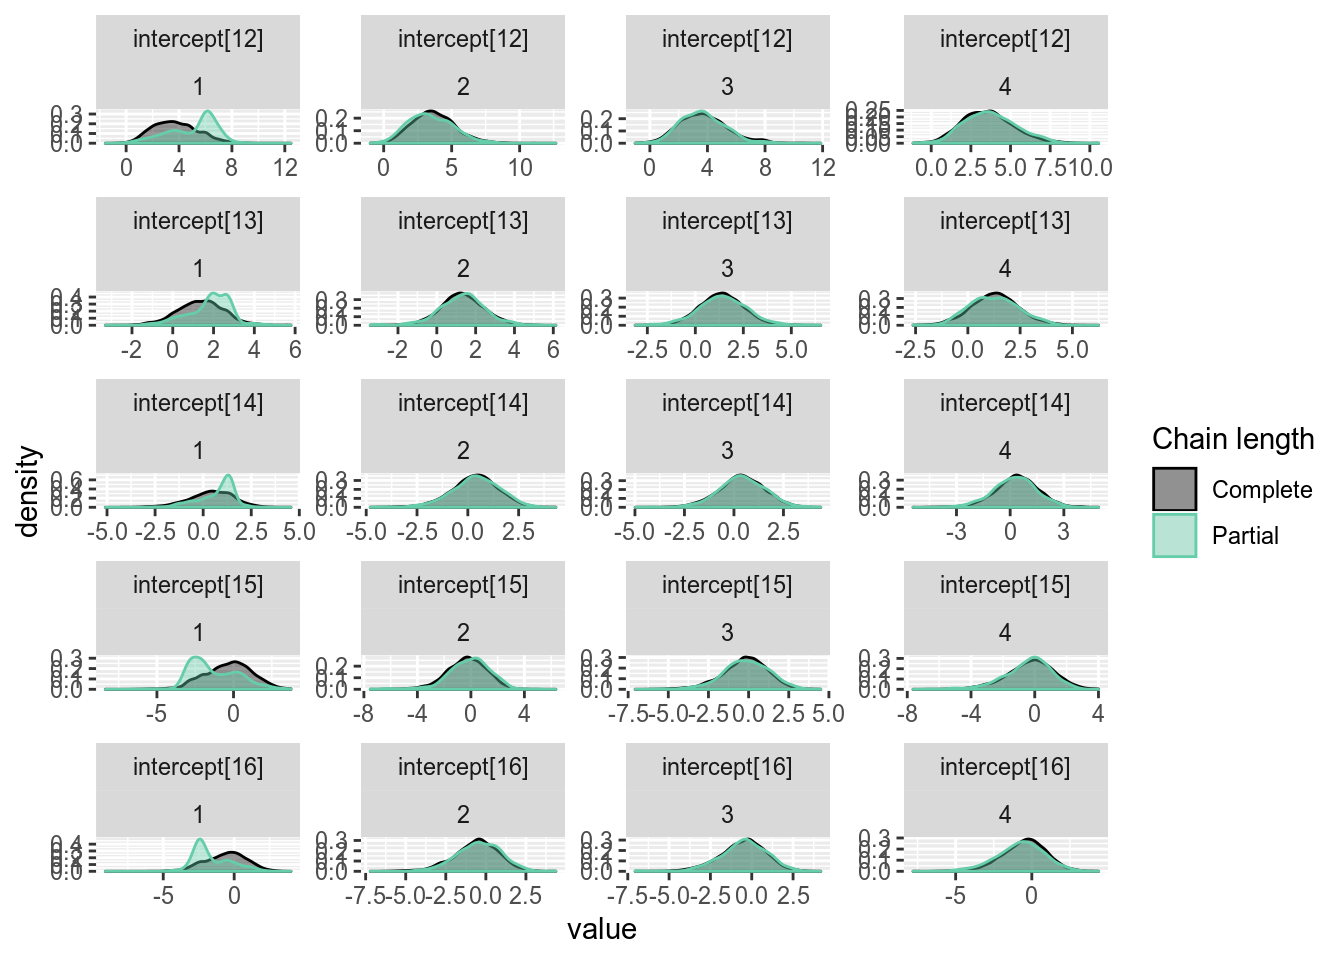 intercept[12] intercept[12] intercept[12] intercept[12]
1 2 3 4
0 4 8 12 0 5 10 0 4 8 12 0.0 2.5 5.0 7.5 10.0
intercept[13] intercept[13] intercept[13] intercept[13]
1 2 3 4
-2 0 2 4 6 -2 0 2 4 6 -2.5 0.0 2.5 5.0 -2.5 0.0 2.5 5.0
intercept[14] intercept[14] intercept[14] intercept[14]
1 2 3 4
-5.0 -2.5 0.0 2.5 5.0 -5.0 -2.5 0.0 2.5 -5.0 -2.5 0.0 2.5 -3 0 3
intercept[15] intercept[15] intercept[15] intercept[15]
1 2 3 4
-5 0 -8 -4 0 4 -7.5 -5.0 -2.5 0.0 2.5 5.0 -8 -4 0 4
intercept[16] intercept[16] intercept[16] intercept[16]
1 2 3 4
-5 0 -7.5 -5.0 -2.5 0.0 2.5 -7.5 -5.0 -2.5 0.0 2.5 -5 0
value
density
Chain length
Complete
Partial